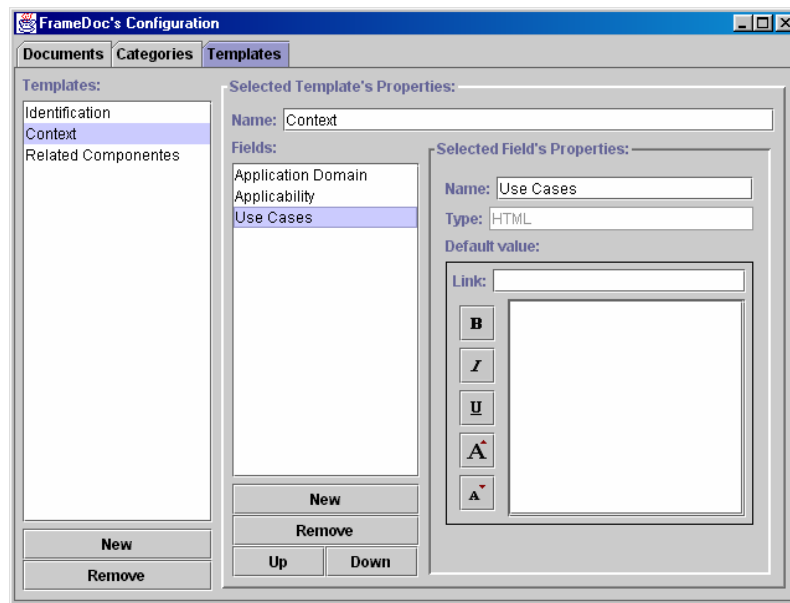 FrameDoc's Configuration
Documents Categories Templates
Templates:
Identification
Context
Related Componentes
New
Remove
Selected Template's Properties:
Name: Context
Fields:
Application Domain
Applicability
Use Cases
New
Remove
Up Down
Selected Field's Properties:
Name: Use Cases
Type: HTML
Default value:
Link:
B
I
U
A
A